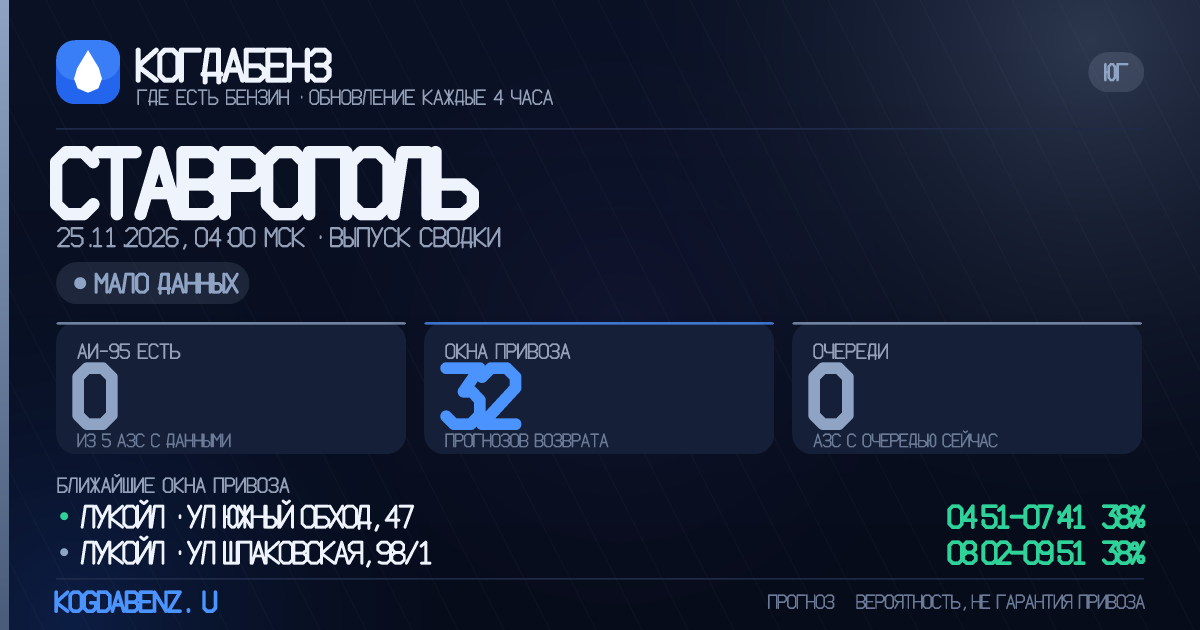 КОГДАБЕНЗ
ГДЕ ЕСТЬ БЕНЗИН · ОБНОВЛЕНИЕ КАЖДЫЕ 4 ЧАСА
ЮГ
СТАВРОПОЛЬ
25.11.2026, 04:00 МСК · ВЫПУСК СВОДКИ
МАЛО ДАННЫХ
АИ-95 ЕСТЬ
0
ИЗ 5 АЗС С ДАННЫМИ
ОКНА ПРИВОЗА
32
ПРОГНОЗОВ ВОЗВРАТА
ОЧЕРЕДИ
0
АЗС С ОЧЕРЕДЬЮ СЕЙЧАС
БЛИЖАЙШИЕ ОКНА ПРИВОЗА
• ЛУКОЙЛ · УЛ ЮЖНЫЙ ОБХОД, 47 04:51–07:41 38%
• ЛУКОЙЛ · УЛ ШПАКОВСКАЯ, 98/1 08:02–09:51 38%
KOGDABENZ. U
ПРОГНОЗ ВЕРОЯТНОСТЬ, НЕ ГАРАНТИЯ ПРИВОЗА